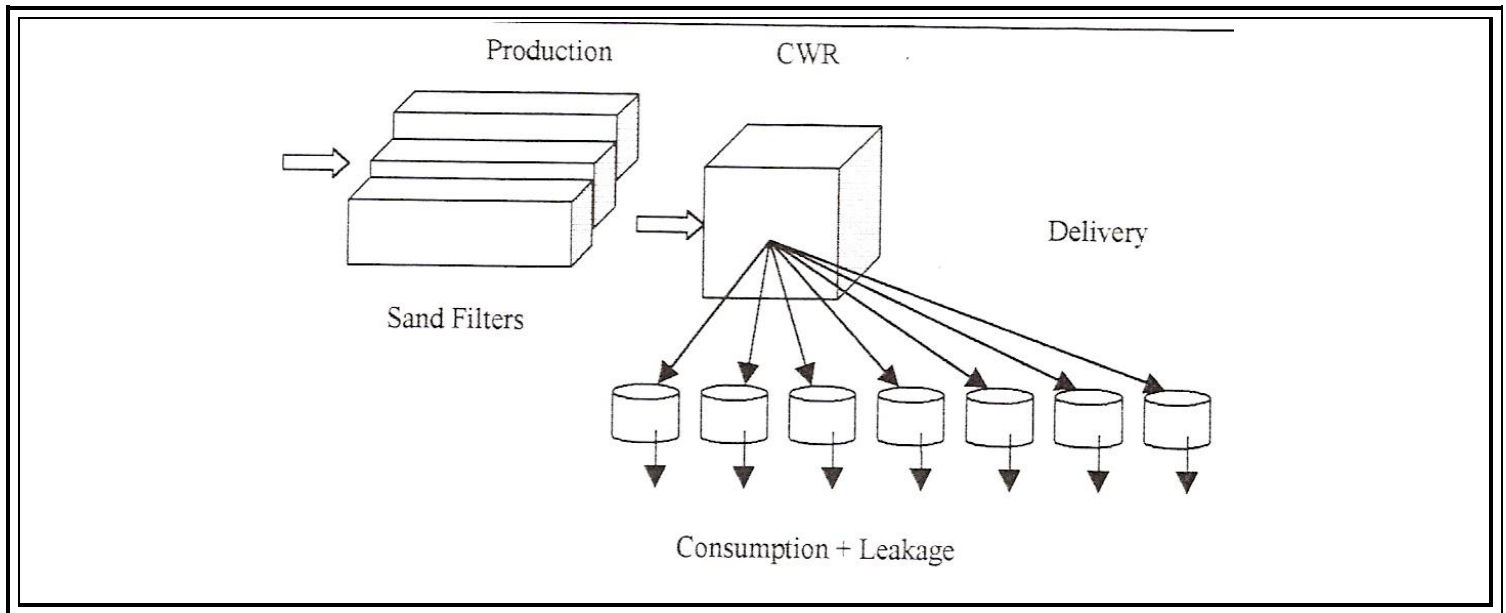 Production
CWR
Delivery
Sand Filters
Consumption + Leakage